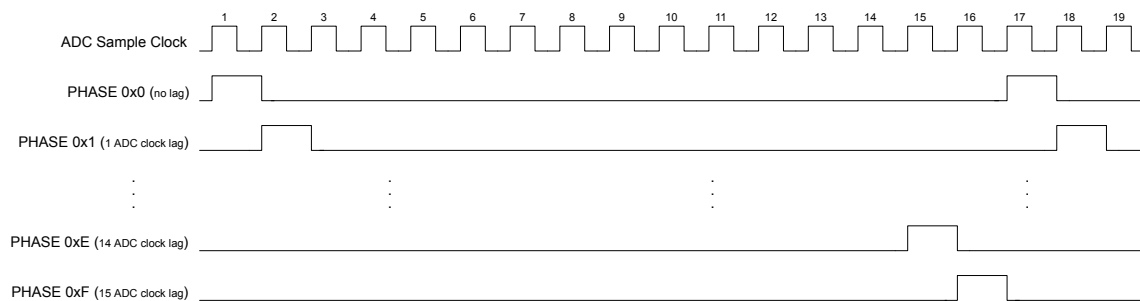 1 2 3 4 5 6 7 8 9 10 11 12 13 14 15 16 17 18 19
ADC Sample Clock
PHASE 0x0 (no lag)
PHASE 0x1 (1 ADC clock lag)
PHASE 0xE (14 ADC clock lag)
PHASE 0xF (15 ADC clock lag)